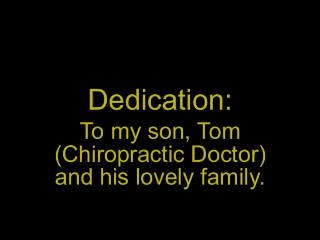 Dedication:
To my son, Tom
(Chiropractic Doctor)
and his lovely family.